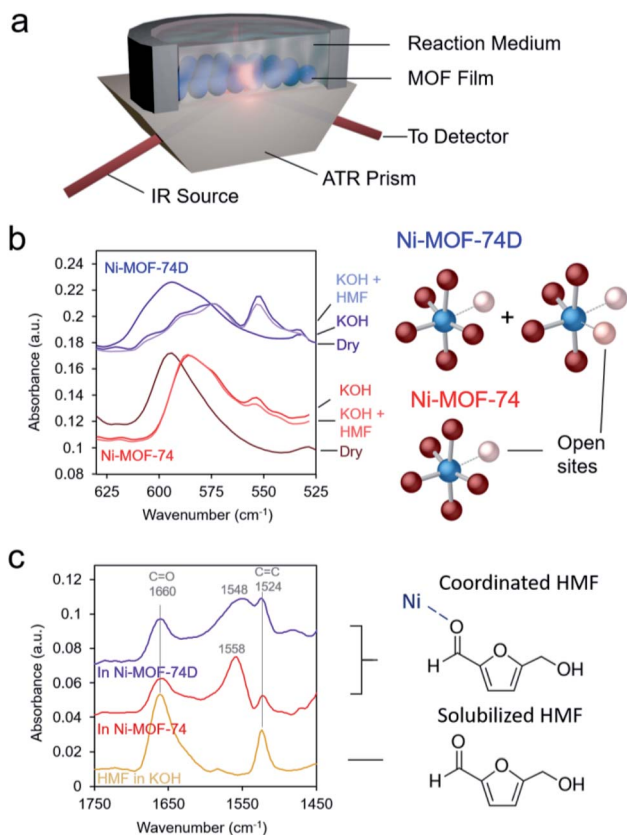 a
Reaction Medium
MOF Film
To Detector
ATR Prism
IR Source
b
Ni-MOF-74D
KOH +
HMF
KOH
Dry
KOH
KOH +
HMF
Dry
Ni-MOF-74
Absorbance (a.u.)
0.24
0.22
0.2
0.18
0.16
0.14
0.12
0.1
0.08
625
600
575
550
525
Wavenumber (cm⁻¹)
Ni-MOF-74D
+
Ni-MOF-74
Open
sites
c
C=O
1660
1548
C=C
1524
1558
In Ni-MOF-74D
In Ni-MOF-74
HMF in KOH
Absorbance (a.u.)
0.12
0.1
0.08
0.06
0.04
0.02
0
1750
1650
1550
1450
Wavenumber (cm⁻¹)
Coordinated HMF
Ni
O
H
O
OH
Solubilized HMF
O
H
O
OH